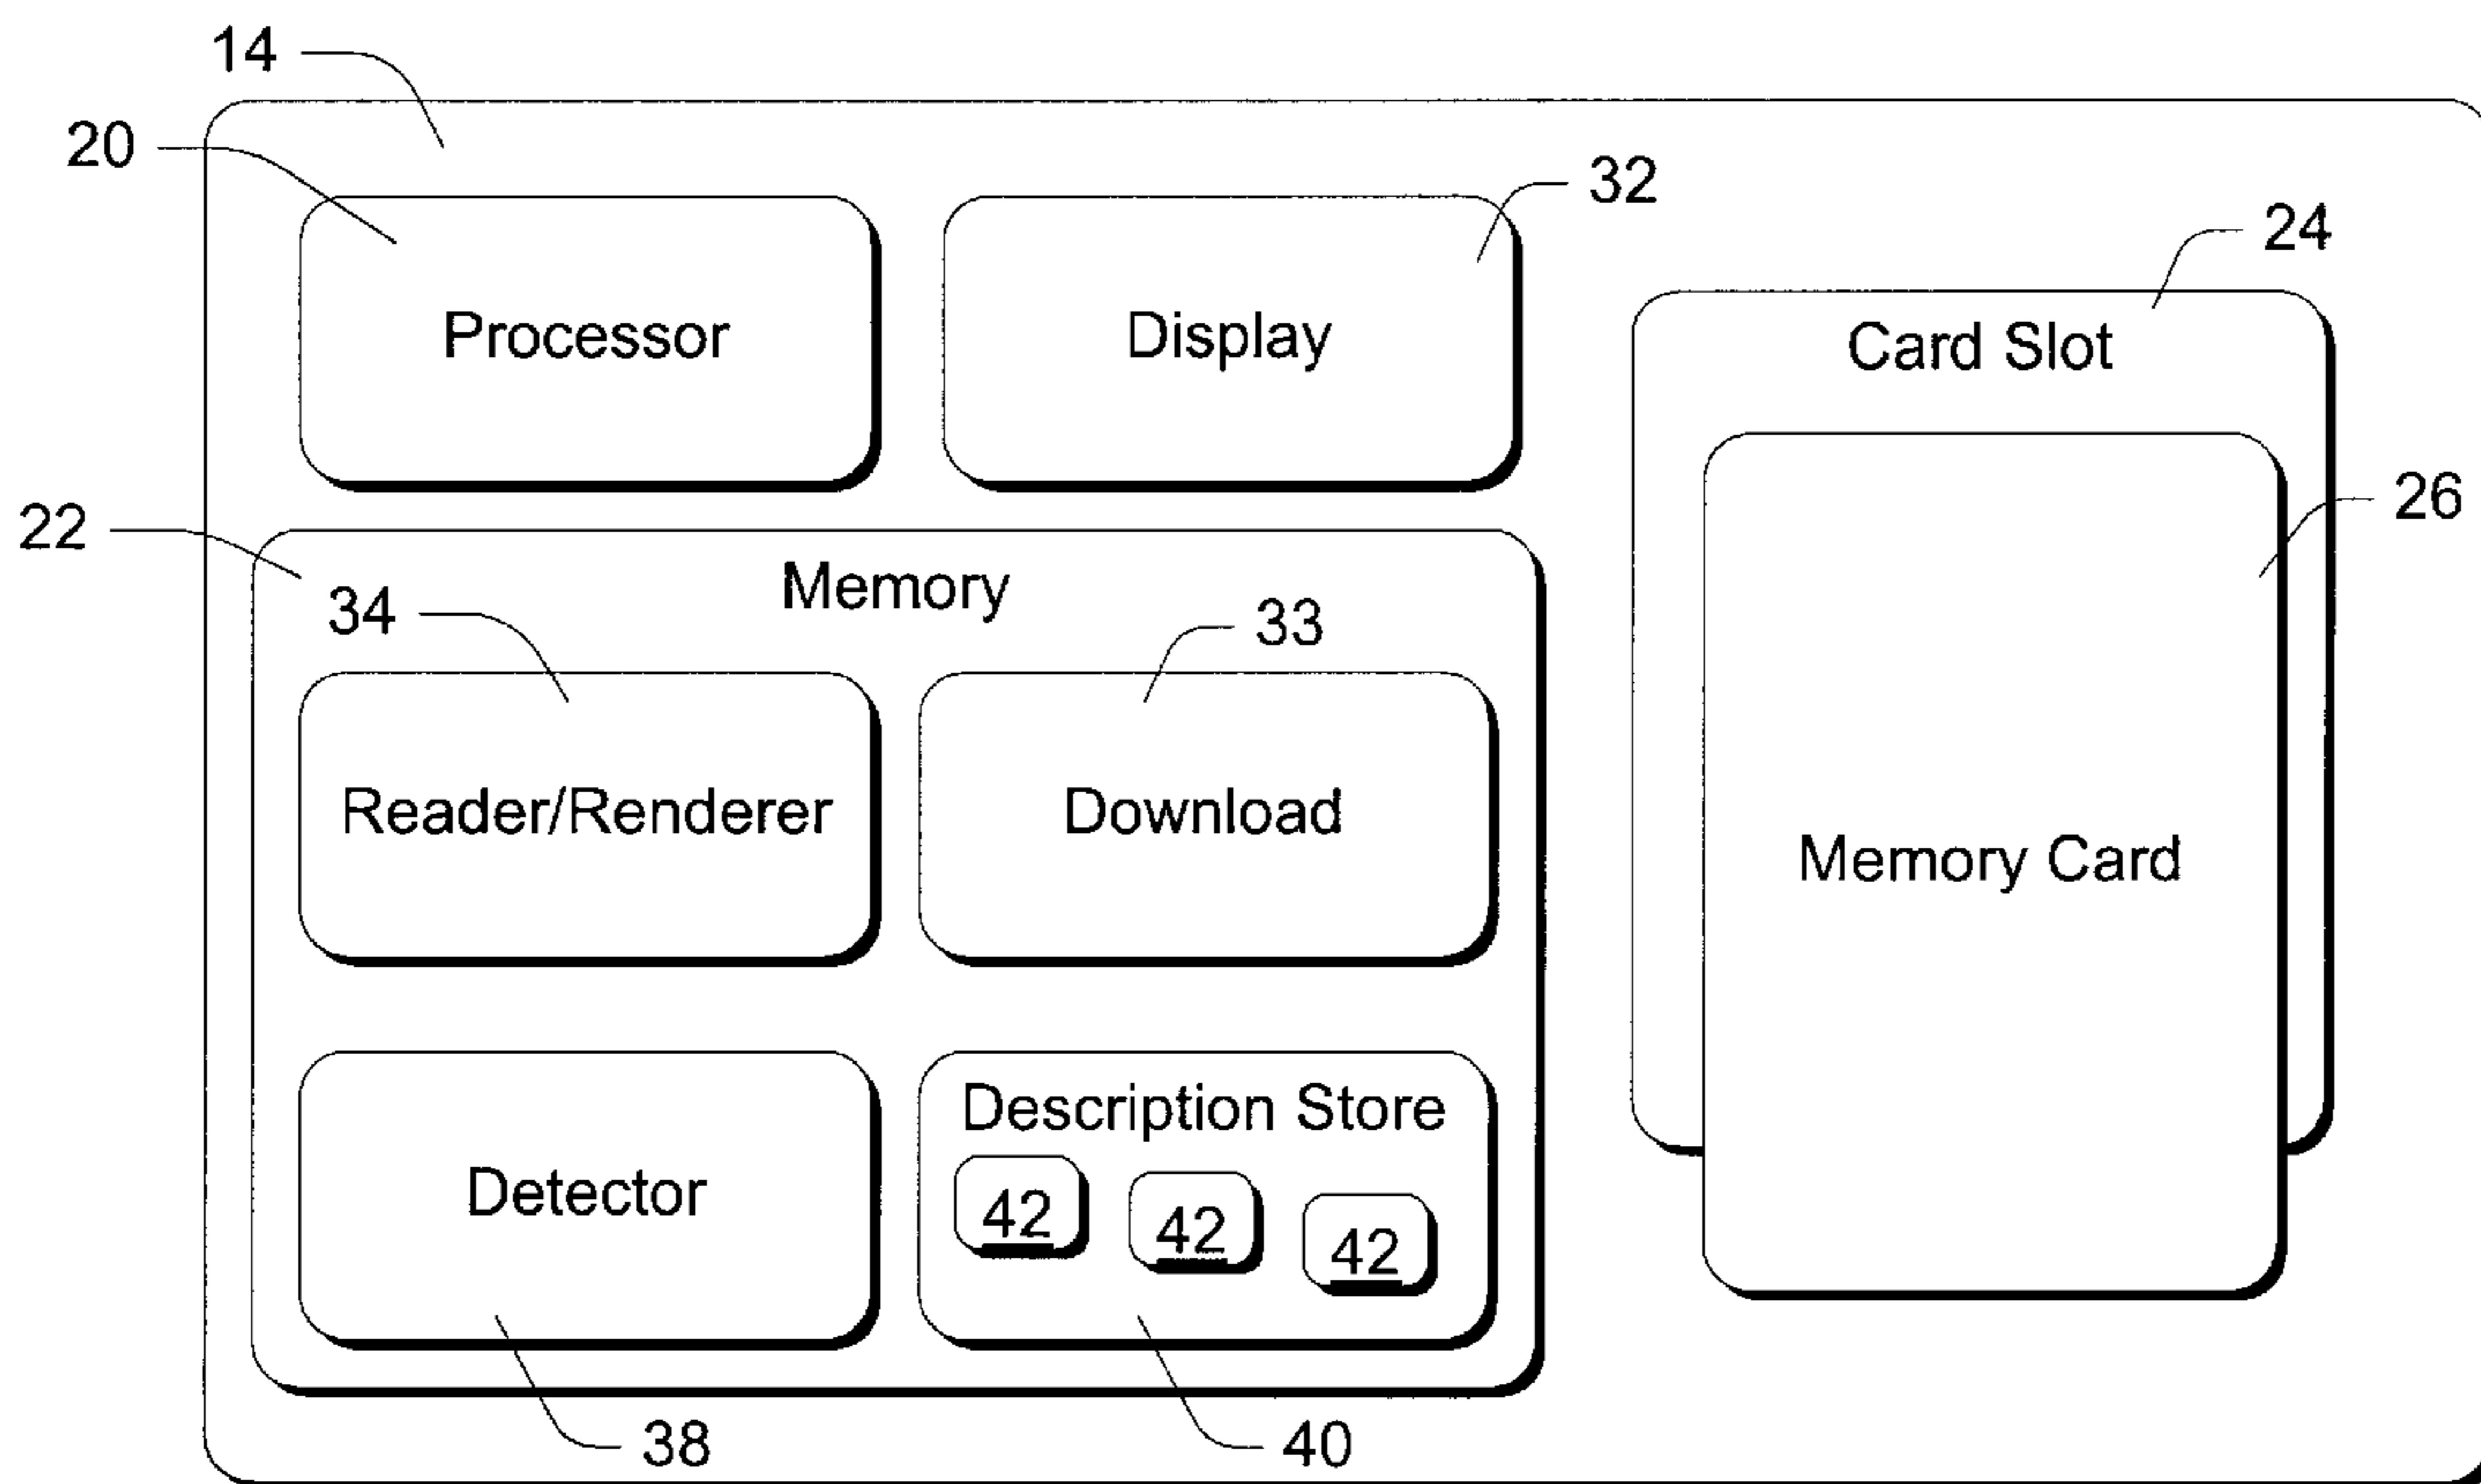 14
20
32
24
Processor
Display
Card Slot
22
26
Memory
34
33
Reader/Renderer
Download
Memory Card
Description Store
Detector
42
42
42
38
40